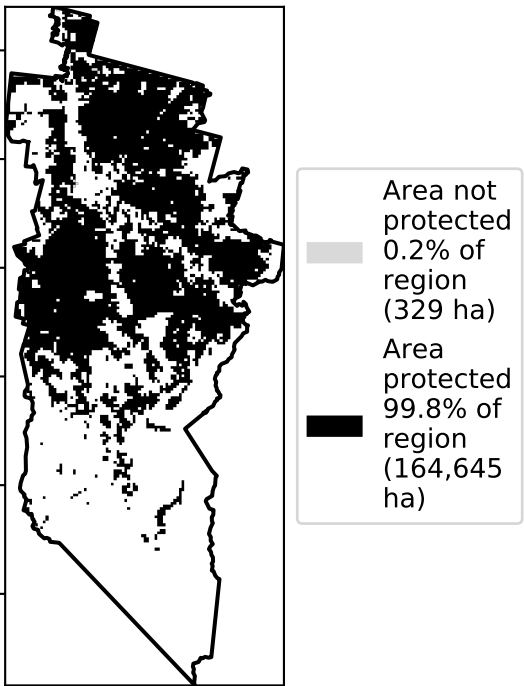 Area not
protected
0.2% of
region
(329 ha)
Area
protected
99.8% of
region
(164,645
ha)